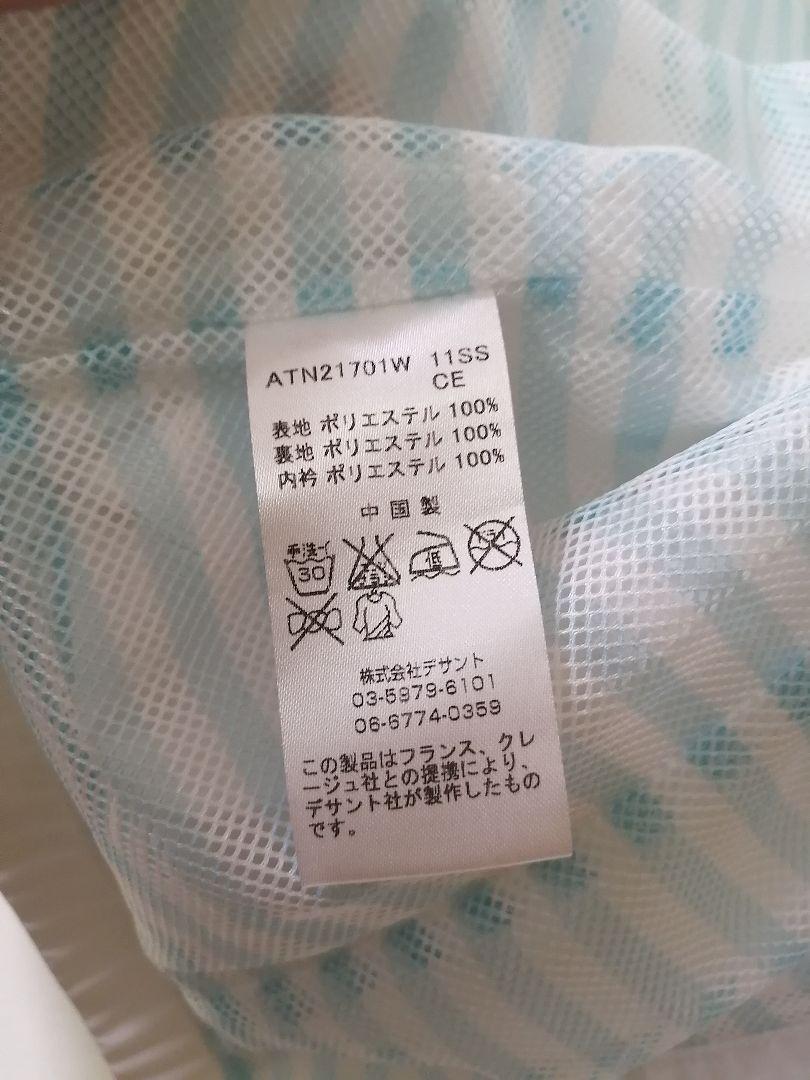 ATN21701W 11SS
CE
表地 ポリエステル 100%
裏地 ポリエステル 100%
内衿 ポリエステル 100%
中国製
手洗イ
30
低
株式会社デサント
03-5979-6101
06-6774-0359
この製品はフランス、クレ
ージュ社との提携により、
デサント社が製作したもの
です。